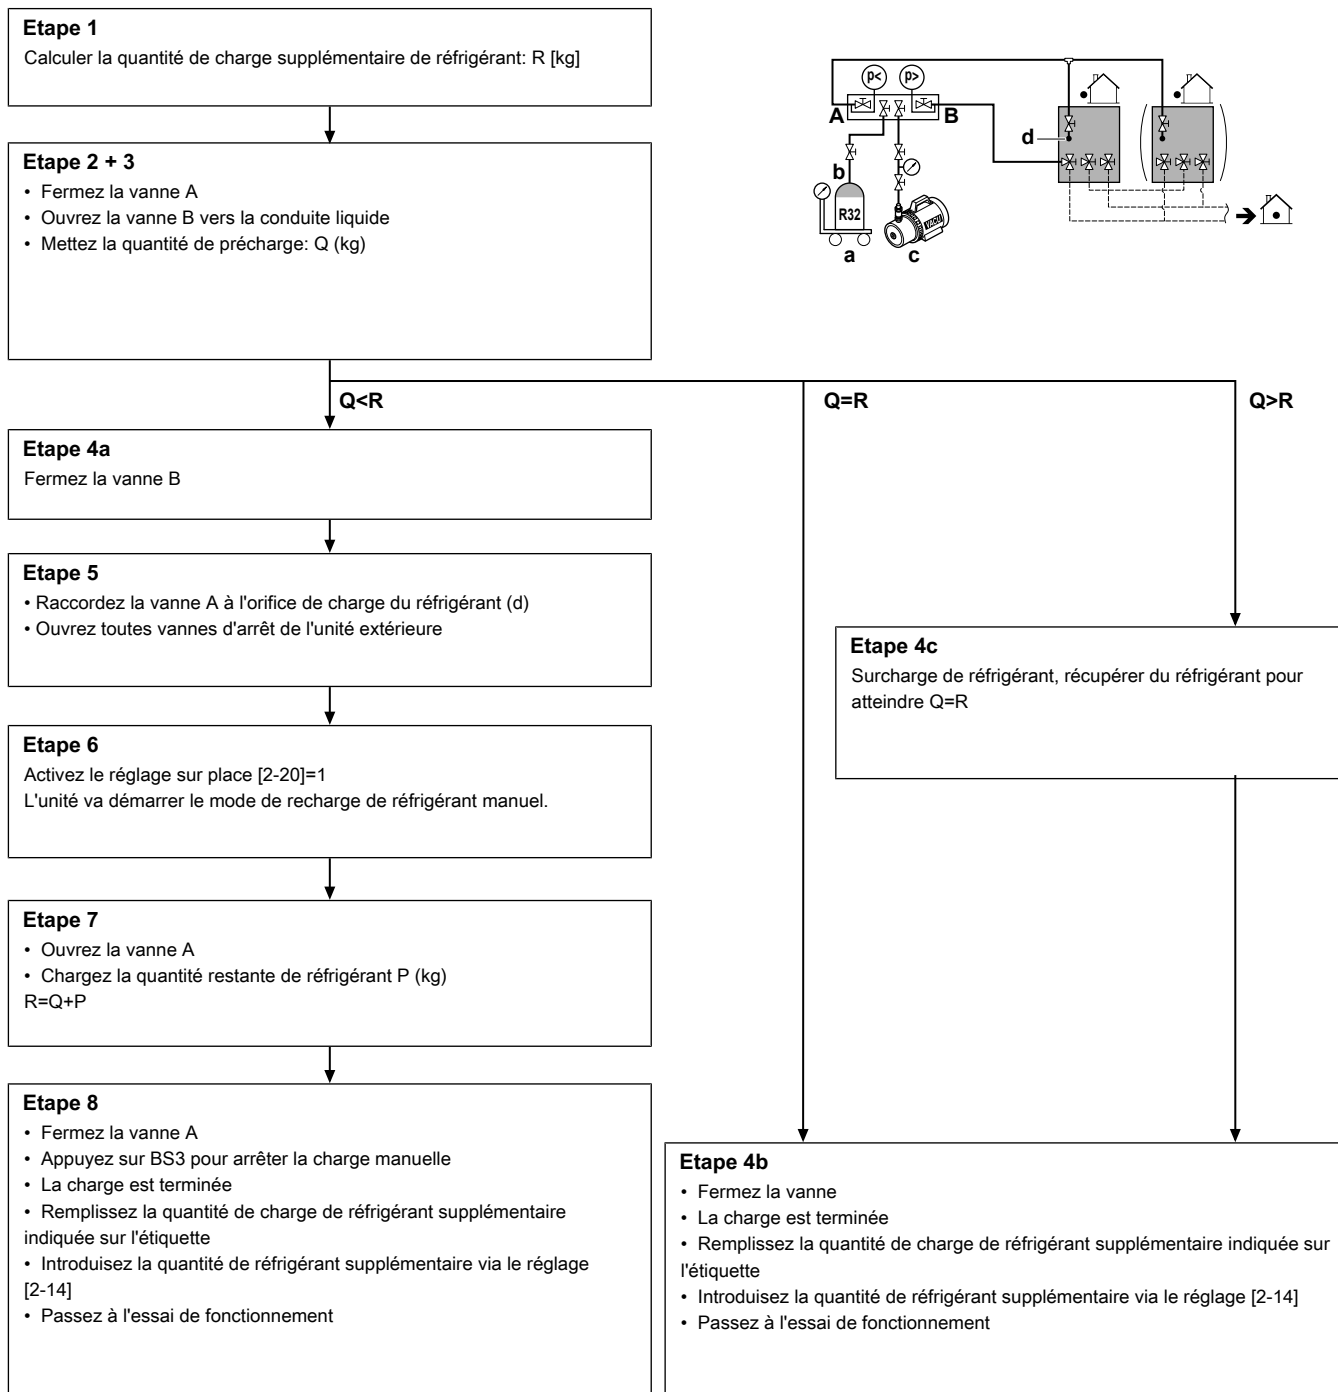 Etape 1
Calculer la quantité de charge supplémentaire de réfrigérant: R [kg]
Etape 2 + 3
• Fermez la vanne A
• Ouvrez la vanne B vers la conduite liquide
• Mettez la quantité de précharge: Q (kg)
p<
p>
A
B
b
R32
a
VACU
c
d
Q<R
Q=R
Q>R
Etape 4a
Fermez la vanne B
Etape 5
• Raccordez la vanne A à l'orifice de charge du réfrigérant (d)
• Ouvrez toutes vannes d'arrêt de l'unité extérieure
Etape 4c
Surcharge de réfrigérant, récupérer du réfrigérant pour
atteindre Q=R
Etape 6
Activez le réglage sur place [2-20]=1
L'unité va démarrer le mode de recharge de réfrigérant manuel.
Etape 7
• Ouvrez la vanne A
• Chargez la quantité restante de réfrigérant P (kg)
R=Q+P
Etape 8
• Fermez la vanne A
• Appuyez sur BS3 pour arrêter la charge manuelle
• La charge est terminée
• Remplissez la quantité de charge de réfrigérant supplémentaire
indiquée sur l'étiquette
• Introduisez la quantité de réfrigérant supplémentaire via le réglage
[2-14]
• Passez à l'essai de fonctionnement
Etape 4b
• Fermez la vanne
• La charge est terminée
• Remplissez la quantité de charge de réfrigérant supplémentaire indiquée sur
l'étiquette
• Introduisez la quantité de réfrigérant supplémentaire via le réglage [2-14]
• Passez à l'essai de fonctionnement